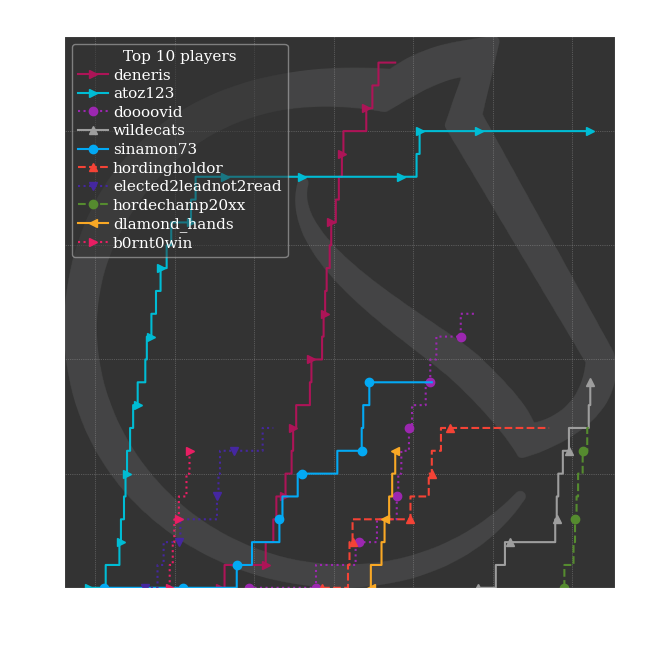 Top 10 players
deneris
atoz123
doooovid
wildecats
sinamon73
hordingholdor
elected2leadnot2read
hordechamp20xx
dlamond_hands
b0rnt0win